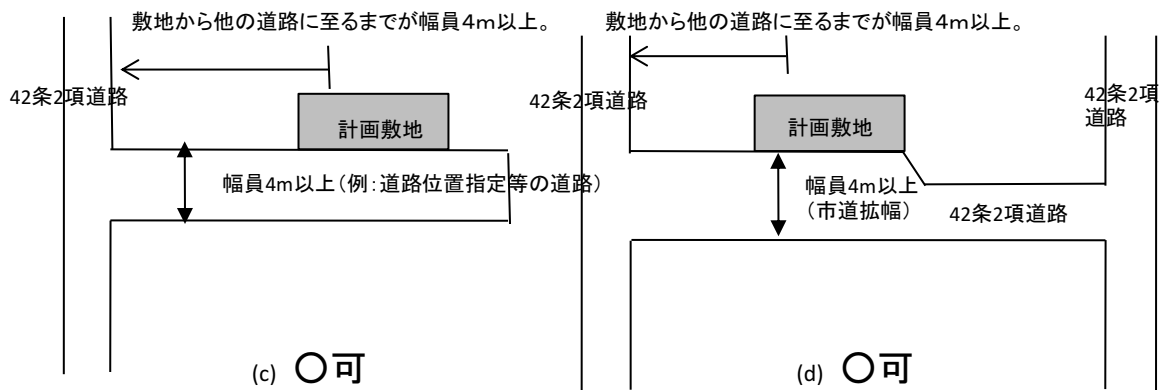 敷地から他の道路に至るまでが幅員4m以上。
42条2項道路
計画敷地
幅員4m以上(例:道路位置指定等の道路)
(c) 〇可
敷地から他の道路に至るまでが幅員4m以上。
42条2項道路
42条2項
道路
計画敷地
幅員4m以上
(市道拡幅)
42条2項道路
(d) 〇可